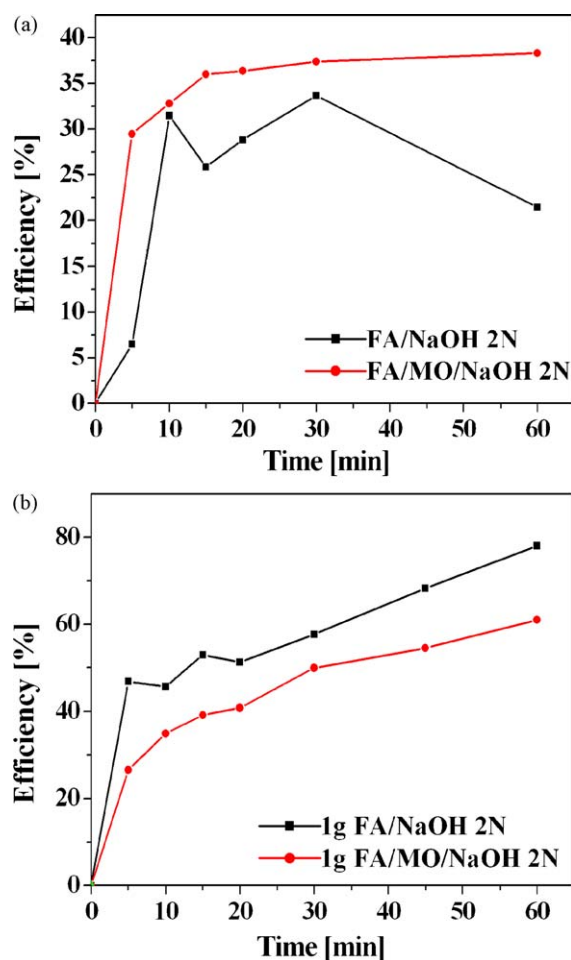 (a)
40
35
30
25
20
15
10
5
0
Efficiency [%]
FA/NaOH 2N
FA/MO/NaOH 2N
0 10 20 30 40 50 60
Time [min]
(b)
80
60
40
20
0
Efficiency [%]
1g FA/NaOH 2N
1g FA/MO/NaOH 2N
0 10 20 30 40 50 60
Time [min]